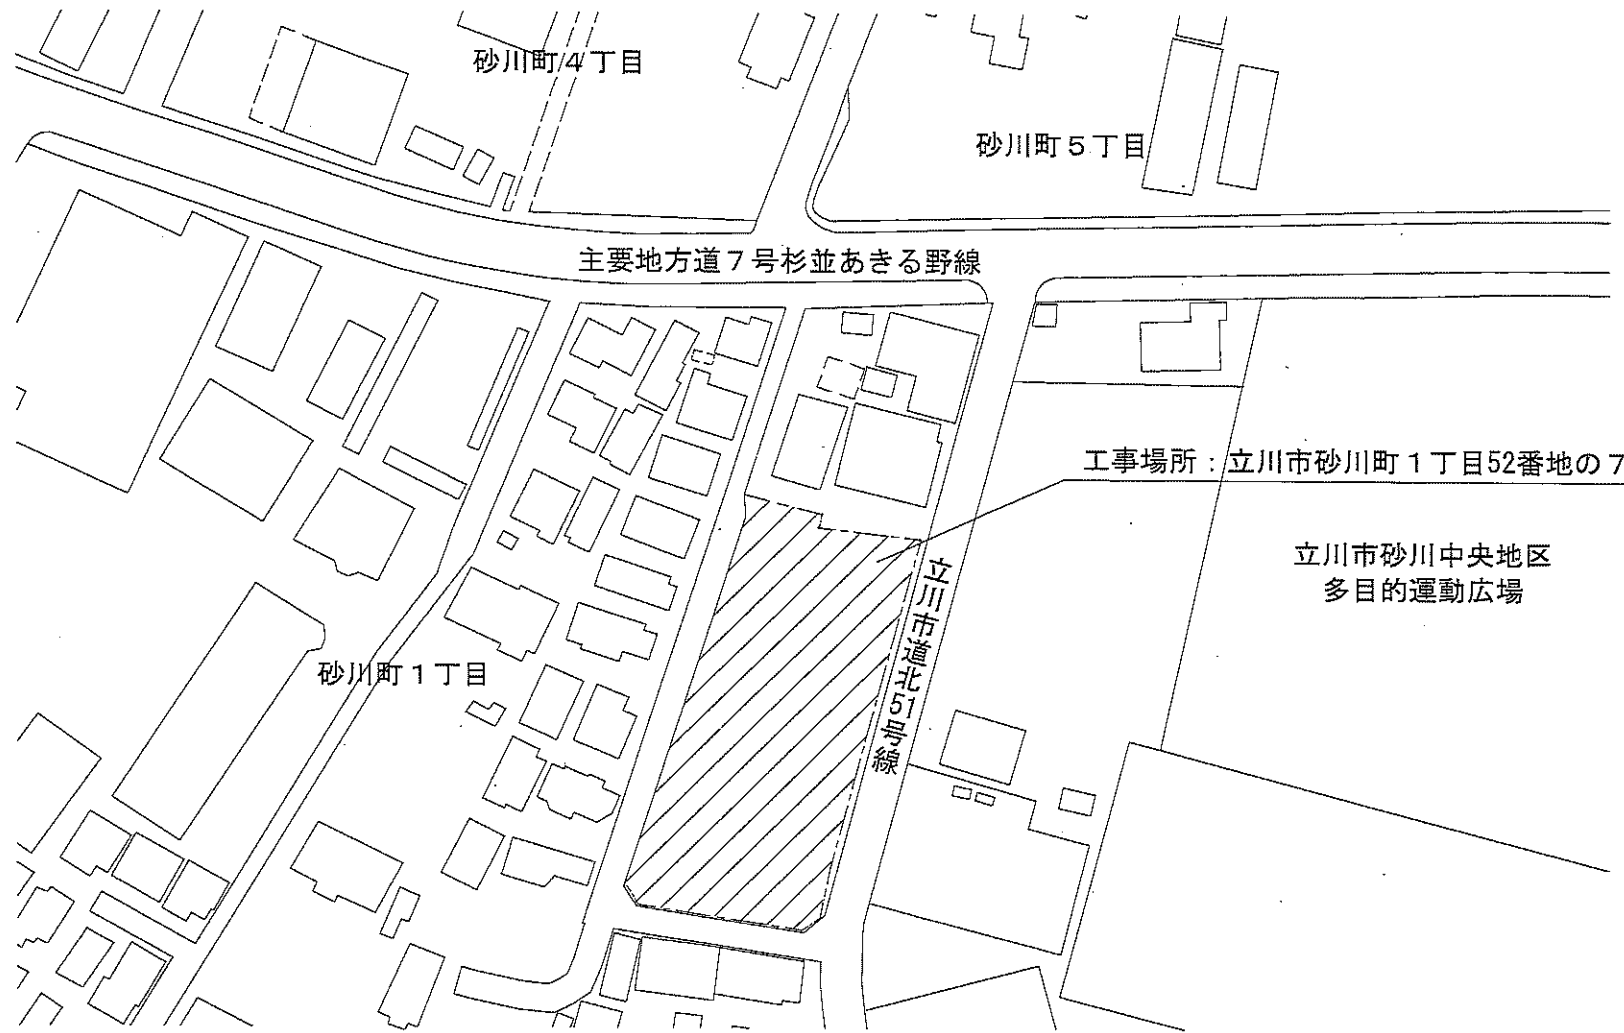 砂川町４丁目
砂川町５丁目
主要地方道７号杉並あきる野線
工事場所：立川市砂川町１丁目52番地の７
立川市砂川中央地区
多目的運動広場
立川市道北51号線
砂川町１丁目